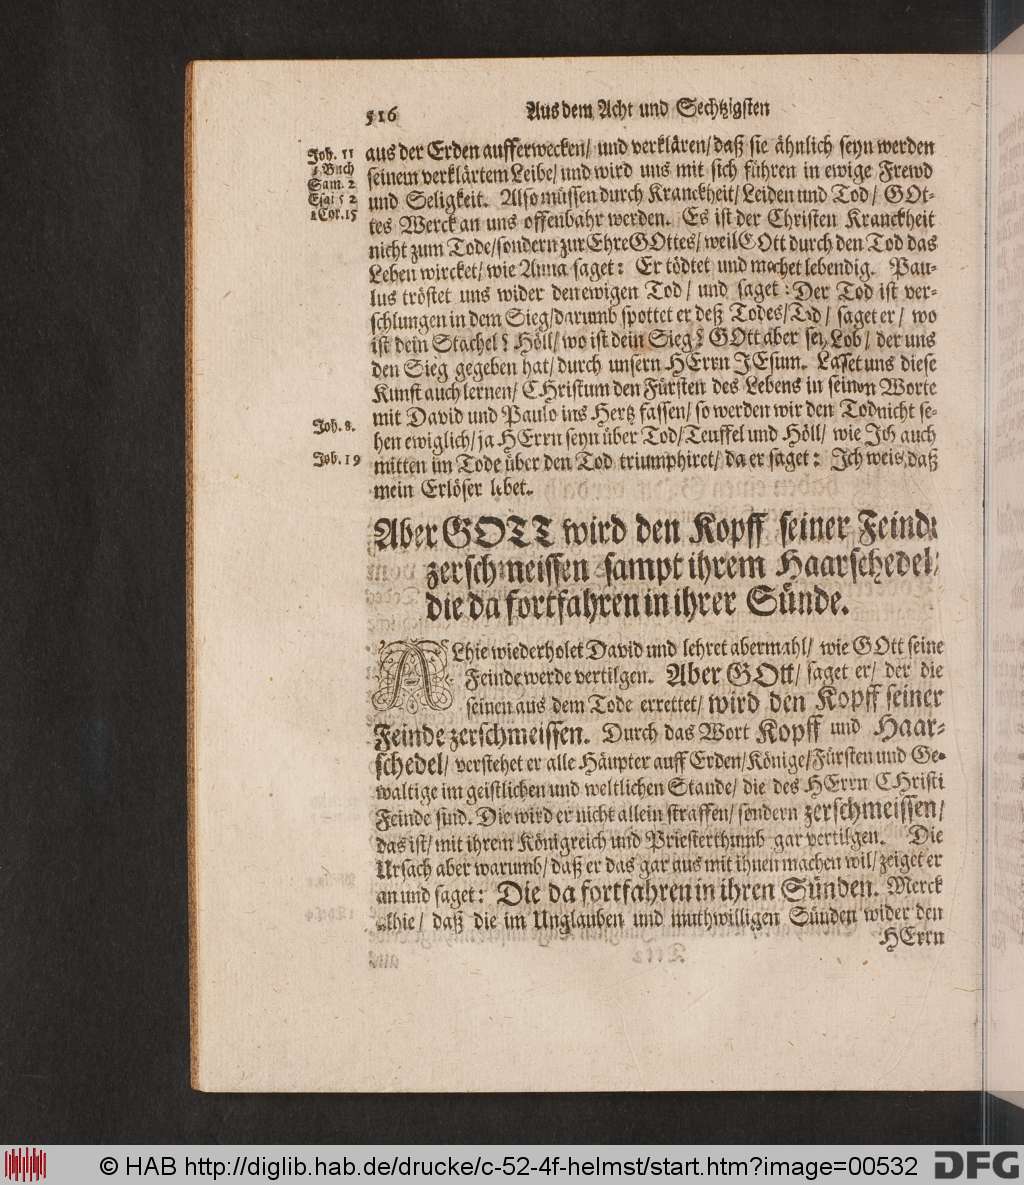 516 Aus dem Acht und Sechtzigsten
Joh. 11
1 Buch
Sam. 2
Esai 52
1 Cor. 15
aus der Erden aufferwecken/ und verklären/ daß sie ähnlich seyn werden
seinem verklärtem Leibe/ und wird uns mit sich führen in ewige Frewd
und Seligkeit. Also müssen durch Kranckheit/ Leiden und Tod/ GOt-
tes Werck an uns offenbahr werden. Es ist der Christen Kranckheit
nicht zum Tode/ sondern zur Ehre GOttes/ weil GOtt durch den Tod das
Leben wircket/ wie Anna saget: Er tödtet und machet lebendig. Pau-
lus tröstet uns wider den ewigen Tod/ und saget: Der Tod ist ver-
schlungen in dem Sieg/ darumb spottet er deß Todes/ Tod/ saget er/ wo
ist dein Stachel? Höll/ wo ist dein Sieg? GOtt aber sey Lob/ der uns
den Sieg gegeben hat/ durch unsern HErrn JEsum. Lasset uns diese
Kunst auch lernen/ CHristum den Fürsten des Lebens in seinem Worte
mit David und Paulo ins Hertz fassen/ so werden wir den Tod nicht se-
Joh. 8.
hen ewiglich/ ja HErrn seyn über Tod/ Teuffel und Höll/ wie Job auch
Job. 19
mitten im Tode über den Tod triumphiret/ da er saget: Ich weis, daß
mein Erlöser lebet.
Aber GOTT wird den Kopff seiner Feinde
zerschmeissen sampt ihrem Haarschedel/
die da fortfahren in ihrer Sünde.
ALhie wiederholet David und lehret abermahl/ wie GOtt seine
Feinde werde vertilgen. Aber GOtt/ saget er/ der die
seinen aus dem Tode errettet/ wird den Kopff seiner
Feinde zerschmeissen. Durch das Wort Kopff und Haar-
schedel/ verstehet er alle Häupter auff Erden/ Könige/ Fürsten und Ge-
waltige im geistlichen und weltlichen Stande/ die des HErrn CHristi
Feinde sind. Die wird er nicht allein straffen/ sondern zerschmeissen/
das ist/ mit ihrem Königreich und Priesterthumb gar vertilgen. Die
Ursach aber warumb/ daß er das gar aus mit ihnen machen wil/ zeiget er
an und saget: Die da fortfahren in ihren Sünden. Merck
alhie/ daß die im Unglauben und muthwilligen Sünden wider den
HErrn
© HAB http://diglib.hab.de/drucke/c-52-4f-helmst/start.htm?image=00532 DFG